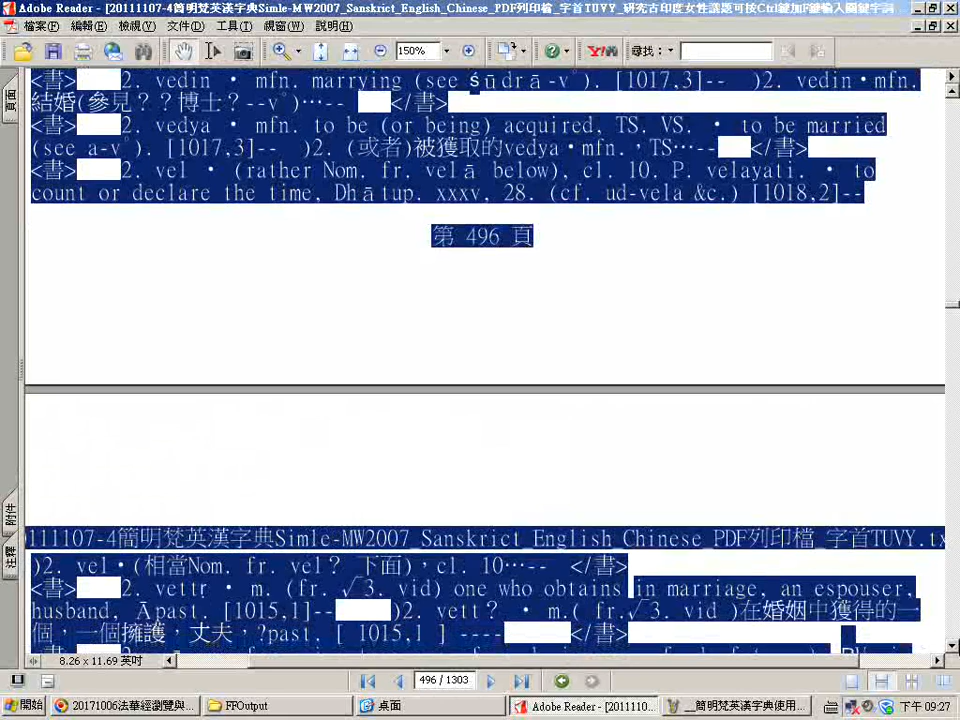 Adobe Reader - [20111107-4簡明梵英漢字典Simle-MW2007_Sanskrict_English_Chinese_PDF列印檔_字首TUVY_研究古印度女性議題可按Ctrl鍵加F鍵輸入關鍵字詞
檔案(F) 編輯(E) 檢視(V) 文件(D) 工具(T) 視窗(W) 說明(H)
150% Y! 尋找:
頁面
<書> 2. vedin · mfn. marrying (see śūdrā-v°). [1017,3]-- )2. vedin·mfn.
結婚(參見？？博士？--v°)…-- </書>
<書> 2. vedya · mfn. to be (or being) acquired, TS. VS. · to be married
(see a-v°). [1017,3]-- )2. (或者)被獲取的vedya·mfn.，TS…-- </書>
<書> 2. vel · (rather Nom. fr. velā below), cl. 10. P. velayati. · to
count or declare the time, Dhātup. xxxv, 28. (cf. ud-vela &c.) [1018,2]--
第 496 頁
附件
注釋
111107-4簡明梵英漢字典Simle-MW2007_Sanskrict_English_Chinese_PDF列印檔_字首TUVY.tx
)2. vel·(相當Nom. fr. vel？ 下面)，cl. 10…-- </書>
<書> 2. vettṛ · m. (fr. √3. vid) one who obtains in marriage, an espouser,
husband, Āpast. [1015,1]-- )2. vett？ · m.( fr.√3. vid )在婚姻中獲得的一
個，一個擁護，丈夫，?past. [ 1015,1 ] ---- </書>
8.26 x 11.69 英吋
496 / 1303
開始 20171006法華經瀏覽與... FFOutput 桌面 Adobe Reader - [2011110... __簡明梵英字典使用... 下午 09:27